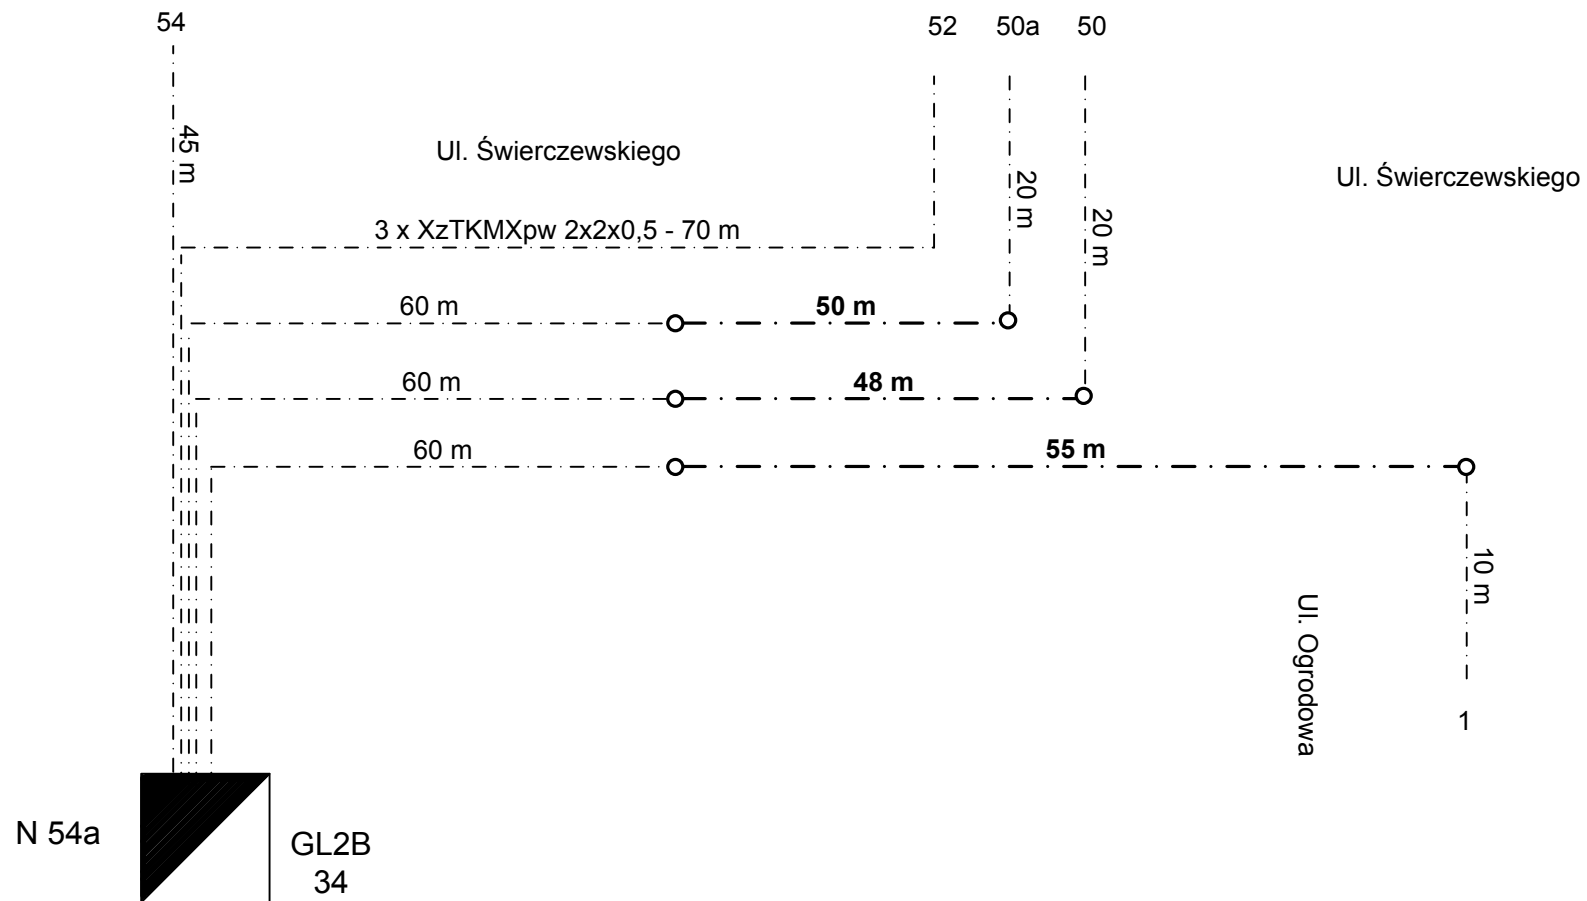 54
52 50a 50
45 m
Ul. Świerczewskiego
20 m
Ul. Świerczewskiego
20 m
3 x XzTKMXpw 2x2x0,5 - 70 m
60 m
50 m
60 m
48 m
60 m
55 m
10 m
Ul. Ogrodowa
1
N 54a
GL2B
34